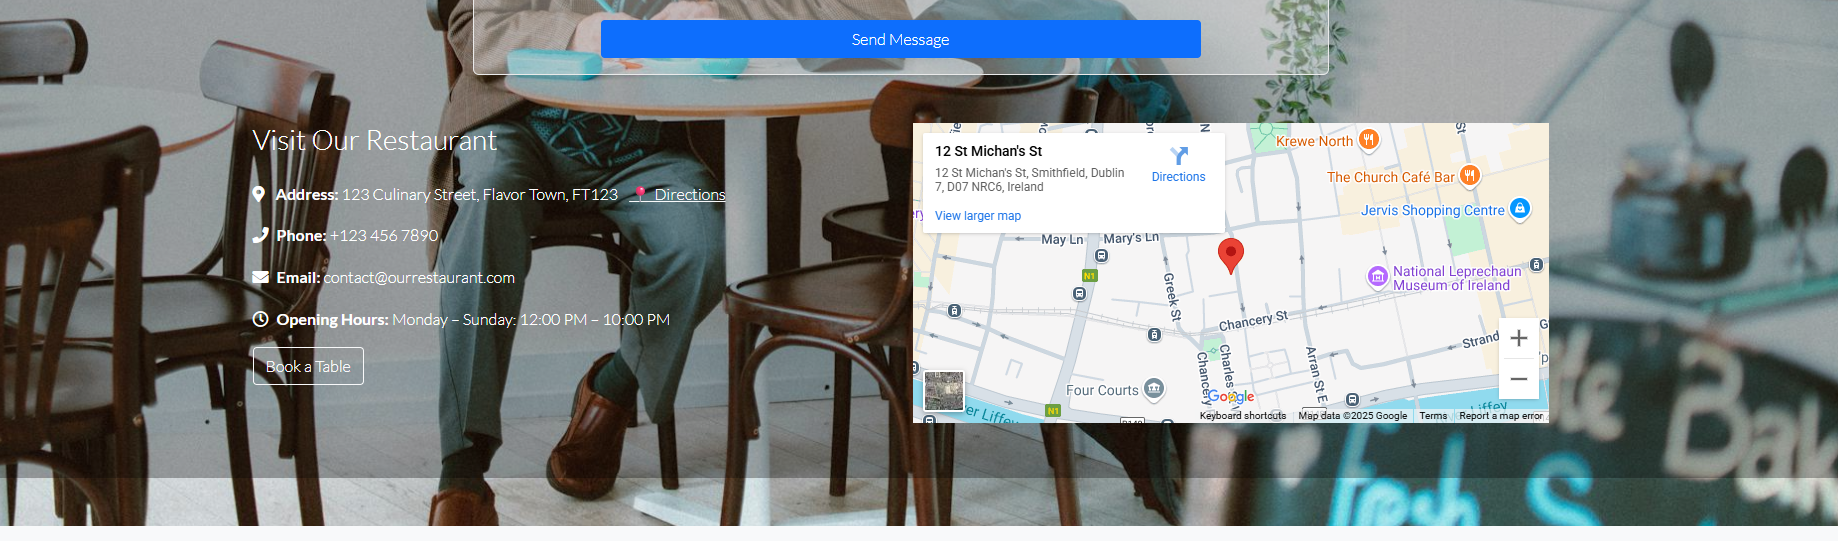 Send Message
Visit Our Restaurant
Address: 123 Culinary Street, Flavor Town, FT123 📍 Directions
Phone: +123 456 7890
Email: contact@ourrestaurant.com
Opening Hours: Monday – Sunday: 12:00 PM – 10:00 PM
Book a Table
12 St Michan's St
12 St Michan's St, Smithfield, Dublin
7, D07 NRC6, Ireland
Directions
View larger map
Krewe North
The Church Café Bar
Jervis Shopping Centre
May Ln
Mary's Ln
N1
Greek St
National Leprechaun
Museum of Ireland
Chancery St
Strand
Chancery
Charles
Arran St E
Four Courts
N1
Liffey
Liffey
Google
Keyboard shortcuts
Map data ©2025 Google
Terms
Report a map error
Fresh